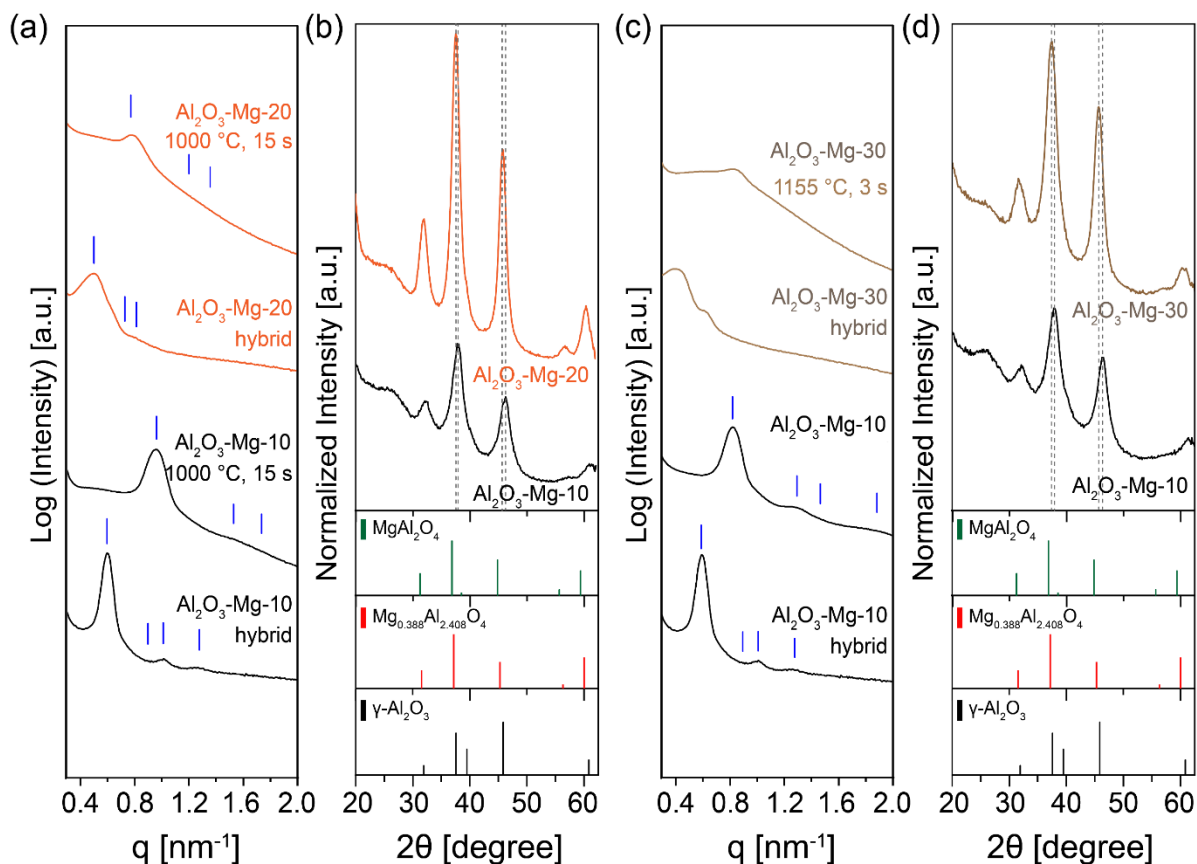 (a)
Al₂O₃-Mg-20
1000 °C, 15 s
Al₂O₃-Mg-20
hybrid
Al₂O₃-Mg-10
1000 °C, 15 s
Al₂O₃-Mg-10
hybrid
Log (Intensity) [a.u.]
0.4 0.8 1.2 1.6 2.0
q [nm⁻¹]
(b)
Al₂O₃-Mg-20
Al₂O₃-Mg-10
MgAl₂O₄
Mg₀.₃₈₈Al₂.₄₀₈O₄
γ-Al₂O₃
Normalized Intensity [a.u.]
20 30 40 50 60
2θ [degree]
(c)
Al₂O₃-Mg-30
1155 °C, 3 s
Al₂O₃-Mg-30
hybrid
Al₂O₃-Mg-10
Al₂O₃-Mg-10
hybrid
Log (Intensity) [a.u.]
0.4 0.8 1.2 1.6 2.0
q [nm⁻¹]
(d)
Al₂O₃-Mg-30
Al₂O₃-Mg-10
MgAl₂O₄
Mg₀.₃₈₈Al₂.₄₀₈O₄
γ-Al₂O₃
Normalized Intensity [a.u.]
20 30 40 50 60
2θ [degree]